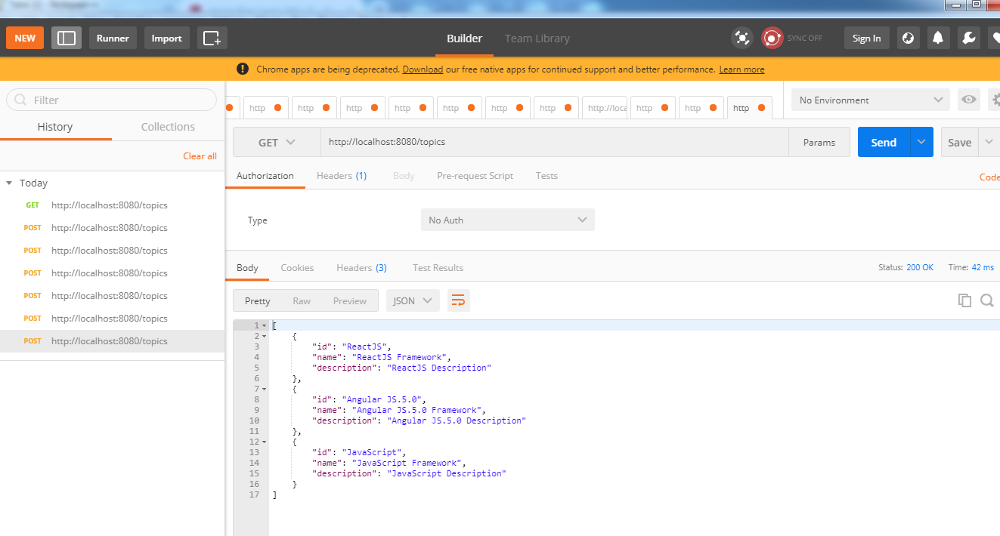 NEW Runner Import Builder Team Library SYNC OFF Sign In
Chrome apps are being deprecated. Download our free native apps for continued support and better performance. Learn more
Filter
History Collections
Clear all
Today
GET http://localhost:8080/topics
POST http://localhost:8080/topics
POST http://localhost:8080/topics
POST http://localhost:8080/topics
POST http://localhost:8080/topics
POST http://localhost:8080/topics
POST http://localhost:8080/topics
http http http http http http http http://loca http http http No Environment
GET http://localhost:8080/topics Params Send Save
Authorization Headers (1) Body Pre-request Script Tests Code
Type No Auth
Body Cookies Headers (3) Test Results Status: 200 OK Time: 42 ms
Pretty Raw Preview JSON
1 [
2 {
3 "id": "ReactJS",
4 "name": "ReactJS Framework",
5 "description": "ReactJS Description"
6 },
7 {
8 "id": "Angular JS.5.0",
9 "name": "Angular JS.5.0 Framework",
10 "description": "Angular JS.5.0 Description"
11 },
12 {
13 "id": "JavaScript",
14 "name": "JavaScript Framework",
15 "description": "JavaScript Description"
16 }
17 ]